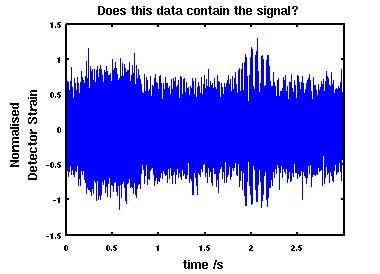 Does this data contain the signal?
1.5
1
0.5
0
-0.5
-1
-1.5
Normalised
Detector Strain
0 0.5 1 1.5 2 2.5
time /s